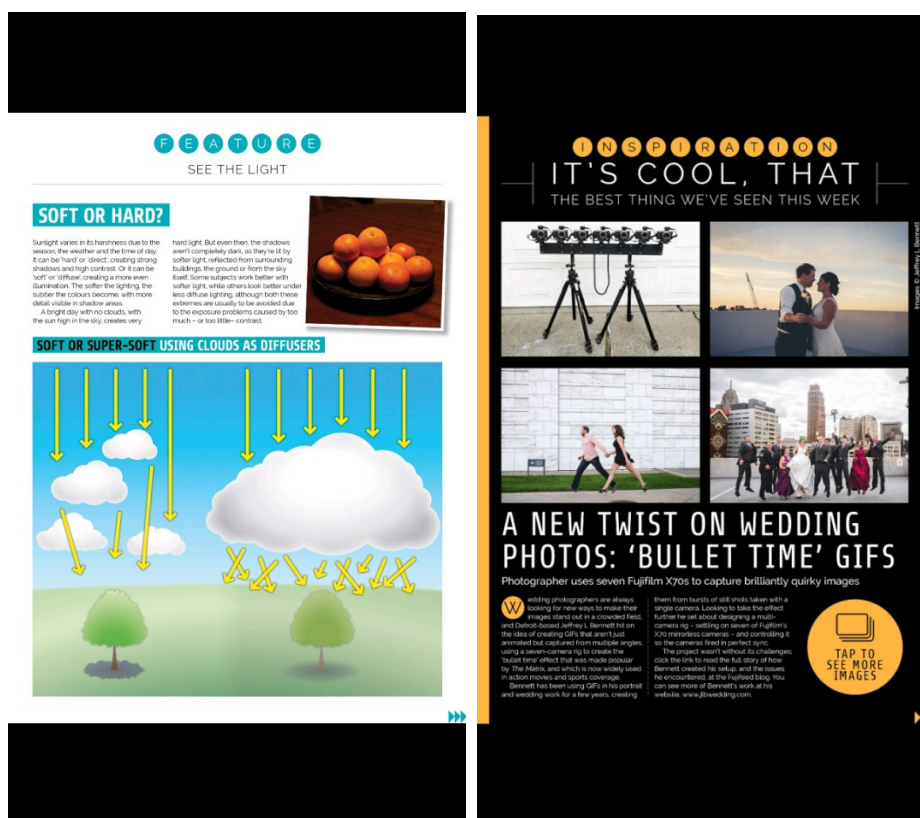 FEATURE
SEE THE LIGHT
SOFT OR HARD?
Sunlight varies in its harshness due to the
season, the weather and the time of day.
It can be 'hard' or 'direct', creating strong
shadows and high contrast. Or it can be
'soft' or 'diffuse', creating a more even
illumination. The softer the lighting, the
subtler the colours become, with more
detail visible in shadow areas.
A bright day with no clouds, with
the sun high in the sky, creates very
hard light. But even then, the shadows
aren't completely dark, as they're lit by
softer light, reflected from surrounding
buildings, the ground or from the sky
itself. Some subjects work better with
softer light, while others look better under
less diffuse lighting, although both these
extremes are usually to be avoided due
to the exposure problems caused by too
much – or too little– contrast.
SOFT OR SUPER-SOFT USING CLOUDS AS DIFFUSERS
INSPIRATION
IT'S COOL, THAT
THE BEST THING WE'VE SEEN THIS WEEK
Images © Jeffrey L. Bennett
A NEW TWIST ON WEDDING
PHOTOS: 'BULLET TIME' GIFS
Photographer uses seven Fujifilm X70s to capture brilliantly quirky images
Wedding photographers are always
looking for new ways to make their
images stand out in a crowded field,
and Detroit-based Jeffrey L. Bennett hit on
the idea of creating GIFs that aren't just
animated but captured from multiple angles,
using a seven-camera rig to create the
'bullet time' effect that was made popular
by The Matrix, and which is now widely used
in action movies and sports coverage.
Bennett has been using GIFs in his portrait
and wedding work for a few years, creating
them from bursts of still shots taken with a
single camera. Looking to take the effect
further he set about designing a multi-
camera rig – settling on seven of Fujifilm's
X70 mirrorless cameras – and controlling it
so the cameras fired in perfect sync.
The project wasn't without its challenges;
click the link to read the full story of how
Bennett created his setup, and the issues
he encountered, at the Fujifeed blog. You
can see more of Bennett's work at his
website, www.jlbwedding.com.
TAP TO
SEE MORE
IMAGES